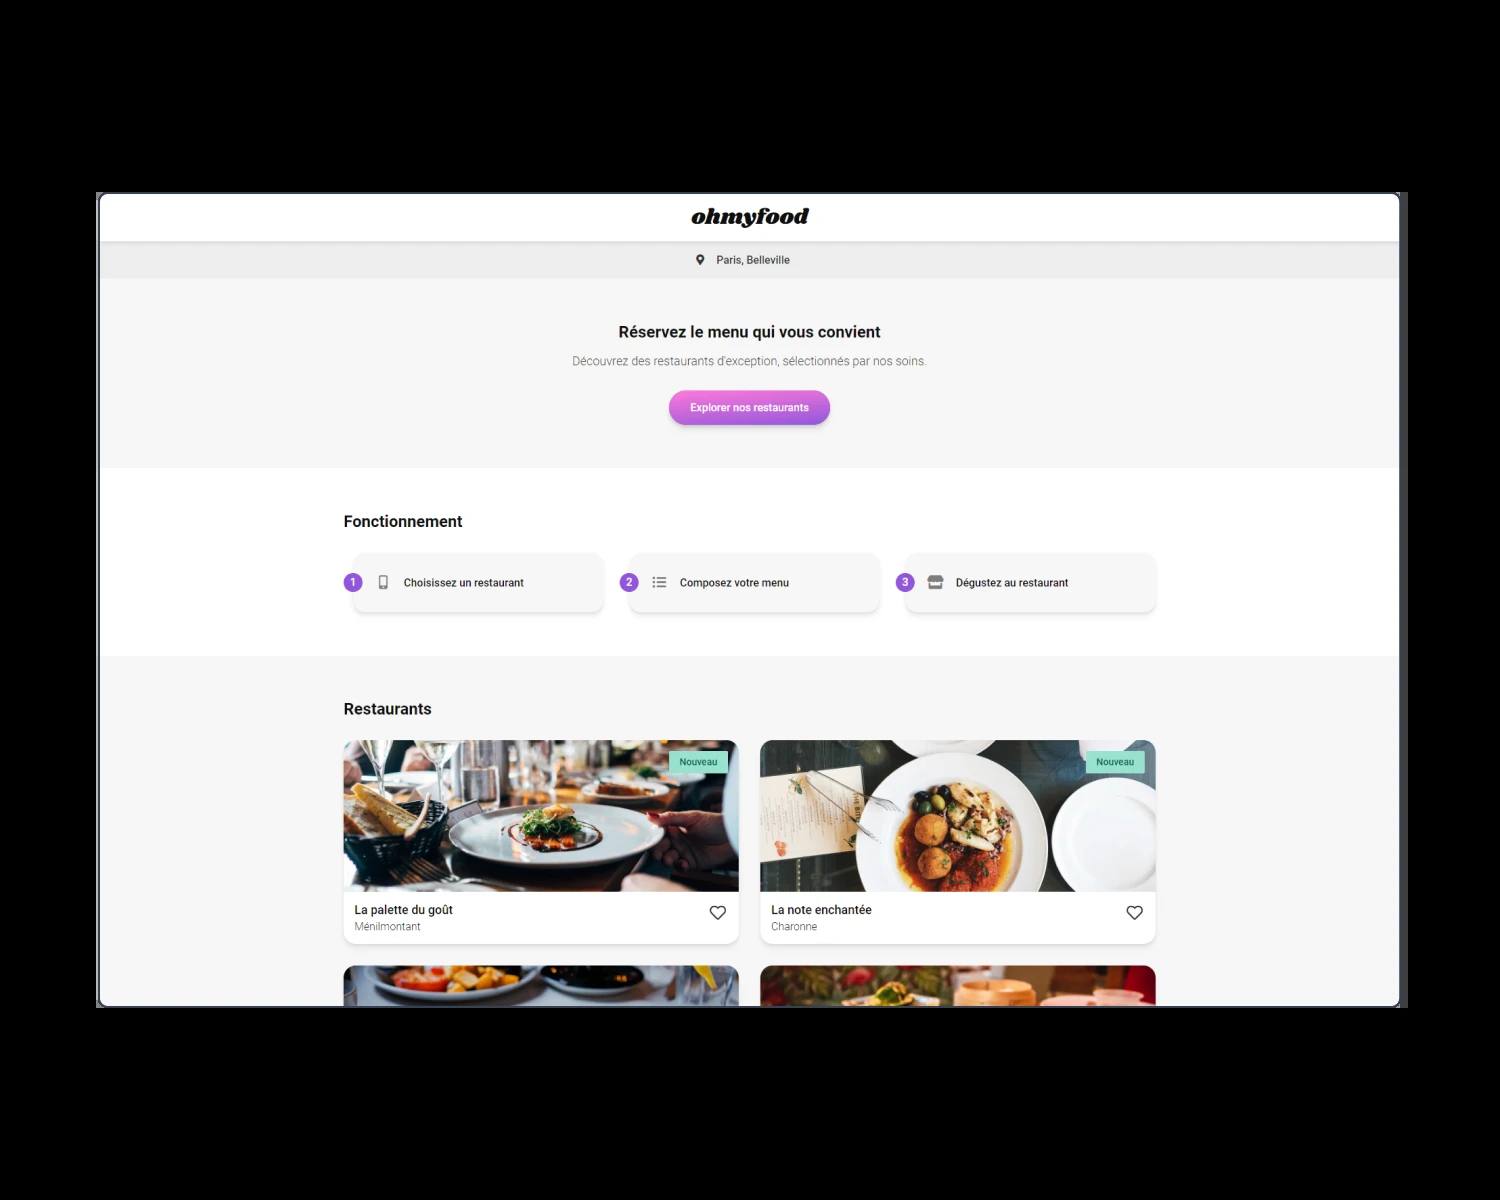 ohmyfood
Paris, Belleville
Réservez le menu qui vous convient
Découvrez des restaurants d'exception, sélectionnés par nos soins.
Explorer nos restaurants
Fonctionnement
1 Choisissez un restaurant
2 Composez votre menu
3 Dégustez au restaurant
Restaurants
Nouveau
La palette du goût
Ménilmontant
Nouveau
La note enchantée
Charonne